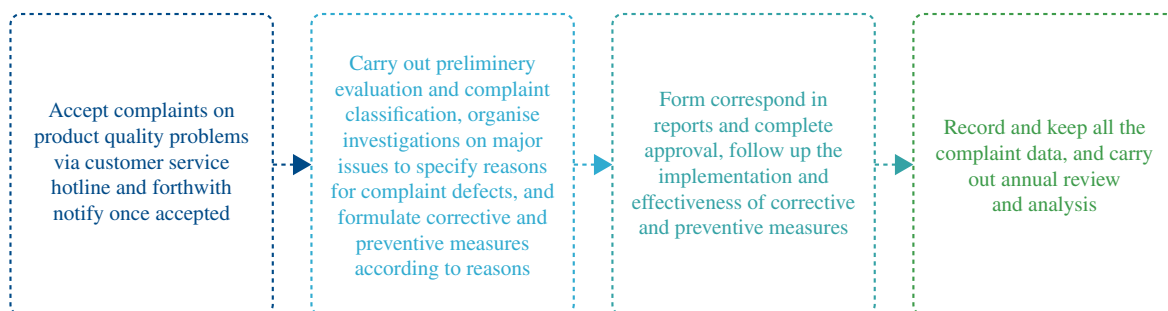 Accept complaints on
product quality problems
via customer service
hotline and forthwith
notify once accepted
Carry out preliminery
evaluation and complaint
classification, organise
investigations on major
issues to specify reasons
for complaint defects, and
formulate corrective and
preventive measures
according to reasons
Form correspond in
reports and complete
approval, follow up the
implementation and
effectiveness of corrective
and preventive measures
Record and keep all the
complaint data, and carry
out annual review
and analysis